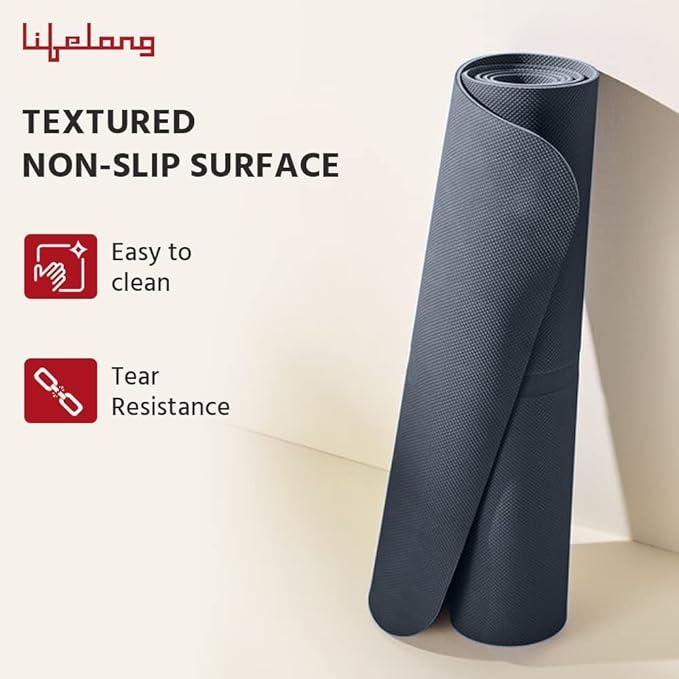 Lifelong
TEXTURED
NON-SLIP SURFACE
Easy to
clean
Tear
Resistance